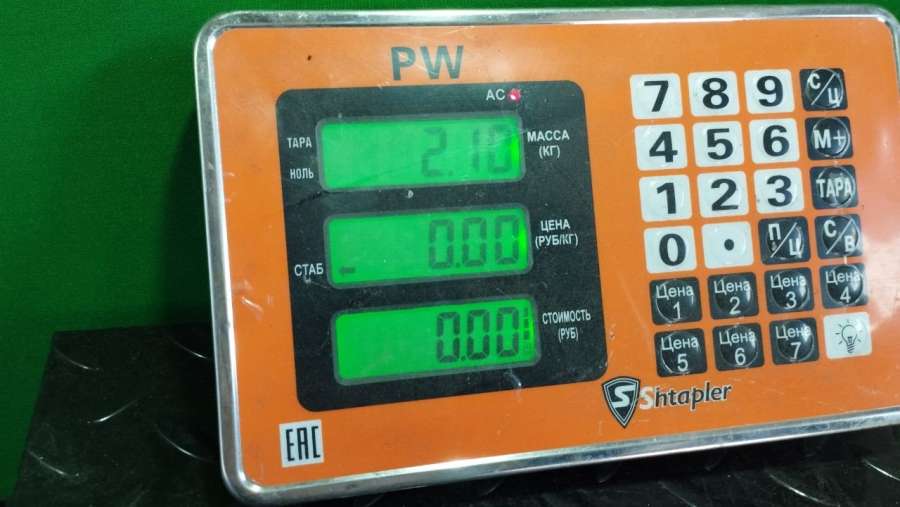 PW
AC
ТАРА
НОЛЬ
2.10
МАССА
(КГ)
0.00
ЦЕНА
(РУБ/КГ)
СТАБ
0.00
СТОИМОСТЬ
(РУБ)
7 8 9 С/Ц
4 5 6 М+
1 2 3 ТАРА
0 • П/Ц С/В
Цена 1 Цена 2 Цена 3 Цена 4
Цена 5 Цена 6 Цена 7
S Shtapler
EAC